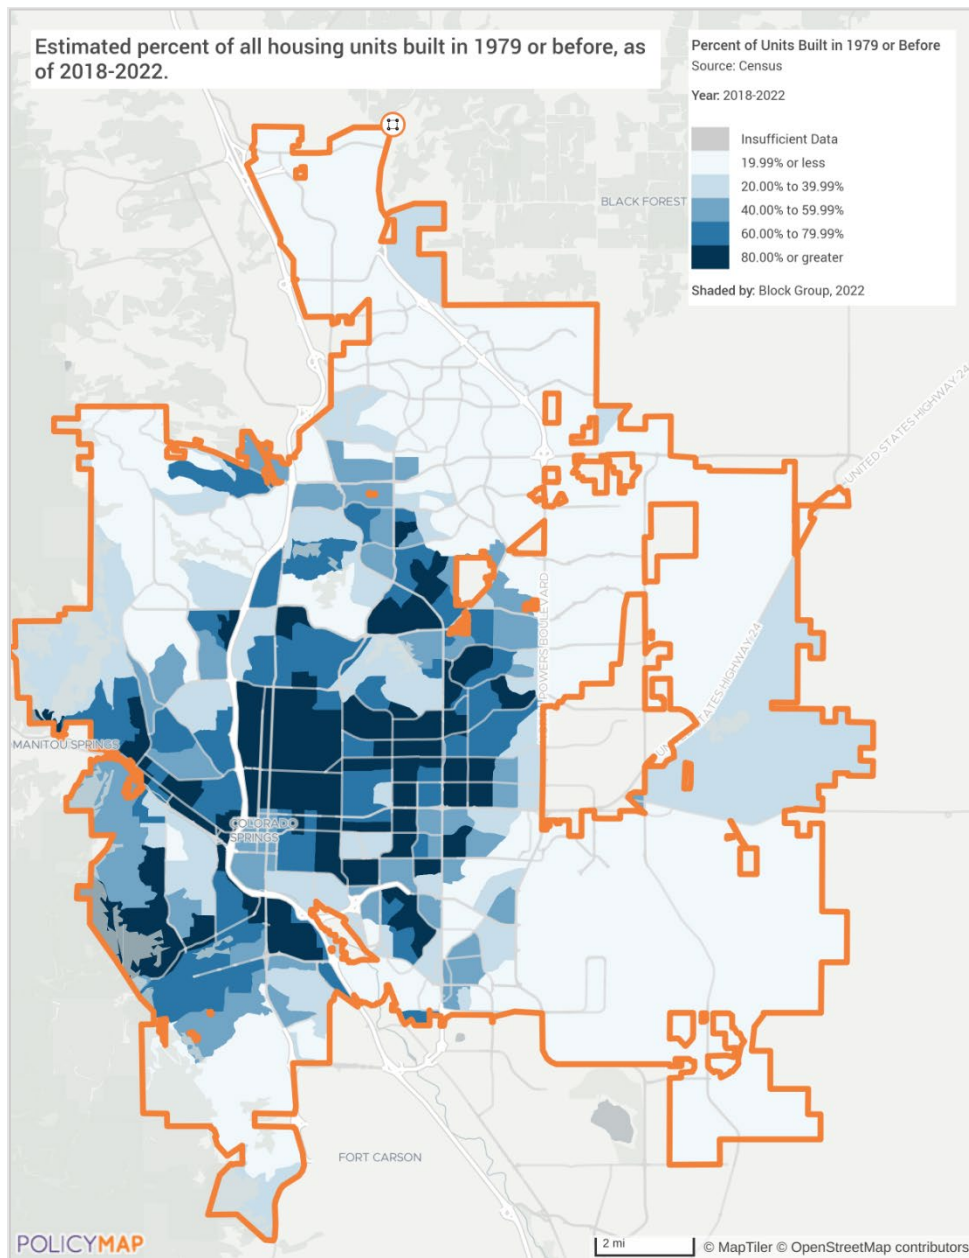 Estimated percent of all housing units built in 1979 or before, as
of 2018-2022.
Percent of Units Built in 1979 or Before
Source: Census
Year: 2018-2022
Insufficient Data
19.99% or less
20.00% to 39.99%
40.00% to 59.99%
60.00% to 79.99%
80.00% or greater
Shaded by: Block Group, 2022
BLACK FOREST
UNITED STATES HIGHWAY 24
POWERS BOULEVARD
UNITED STATES HIGHWAY 24
MANITOU SPRINGS
COLORADO
SPRINGS
FORT CARSON
POLICYMAP
2 mi
© MapTiler © OpenStreetMap contributors